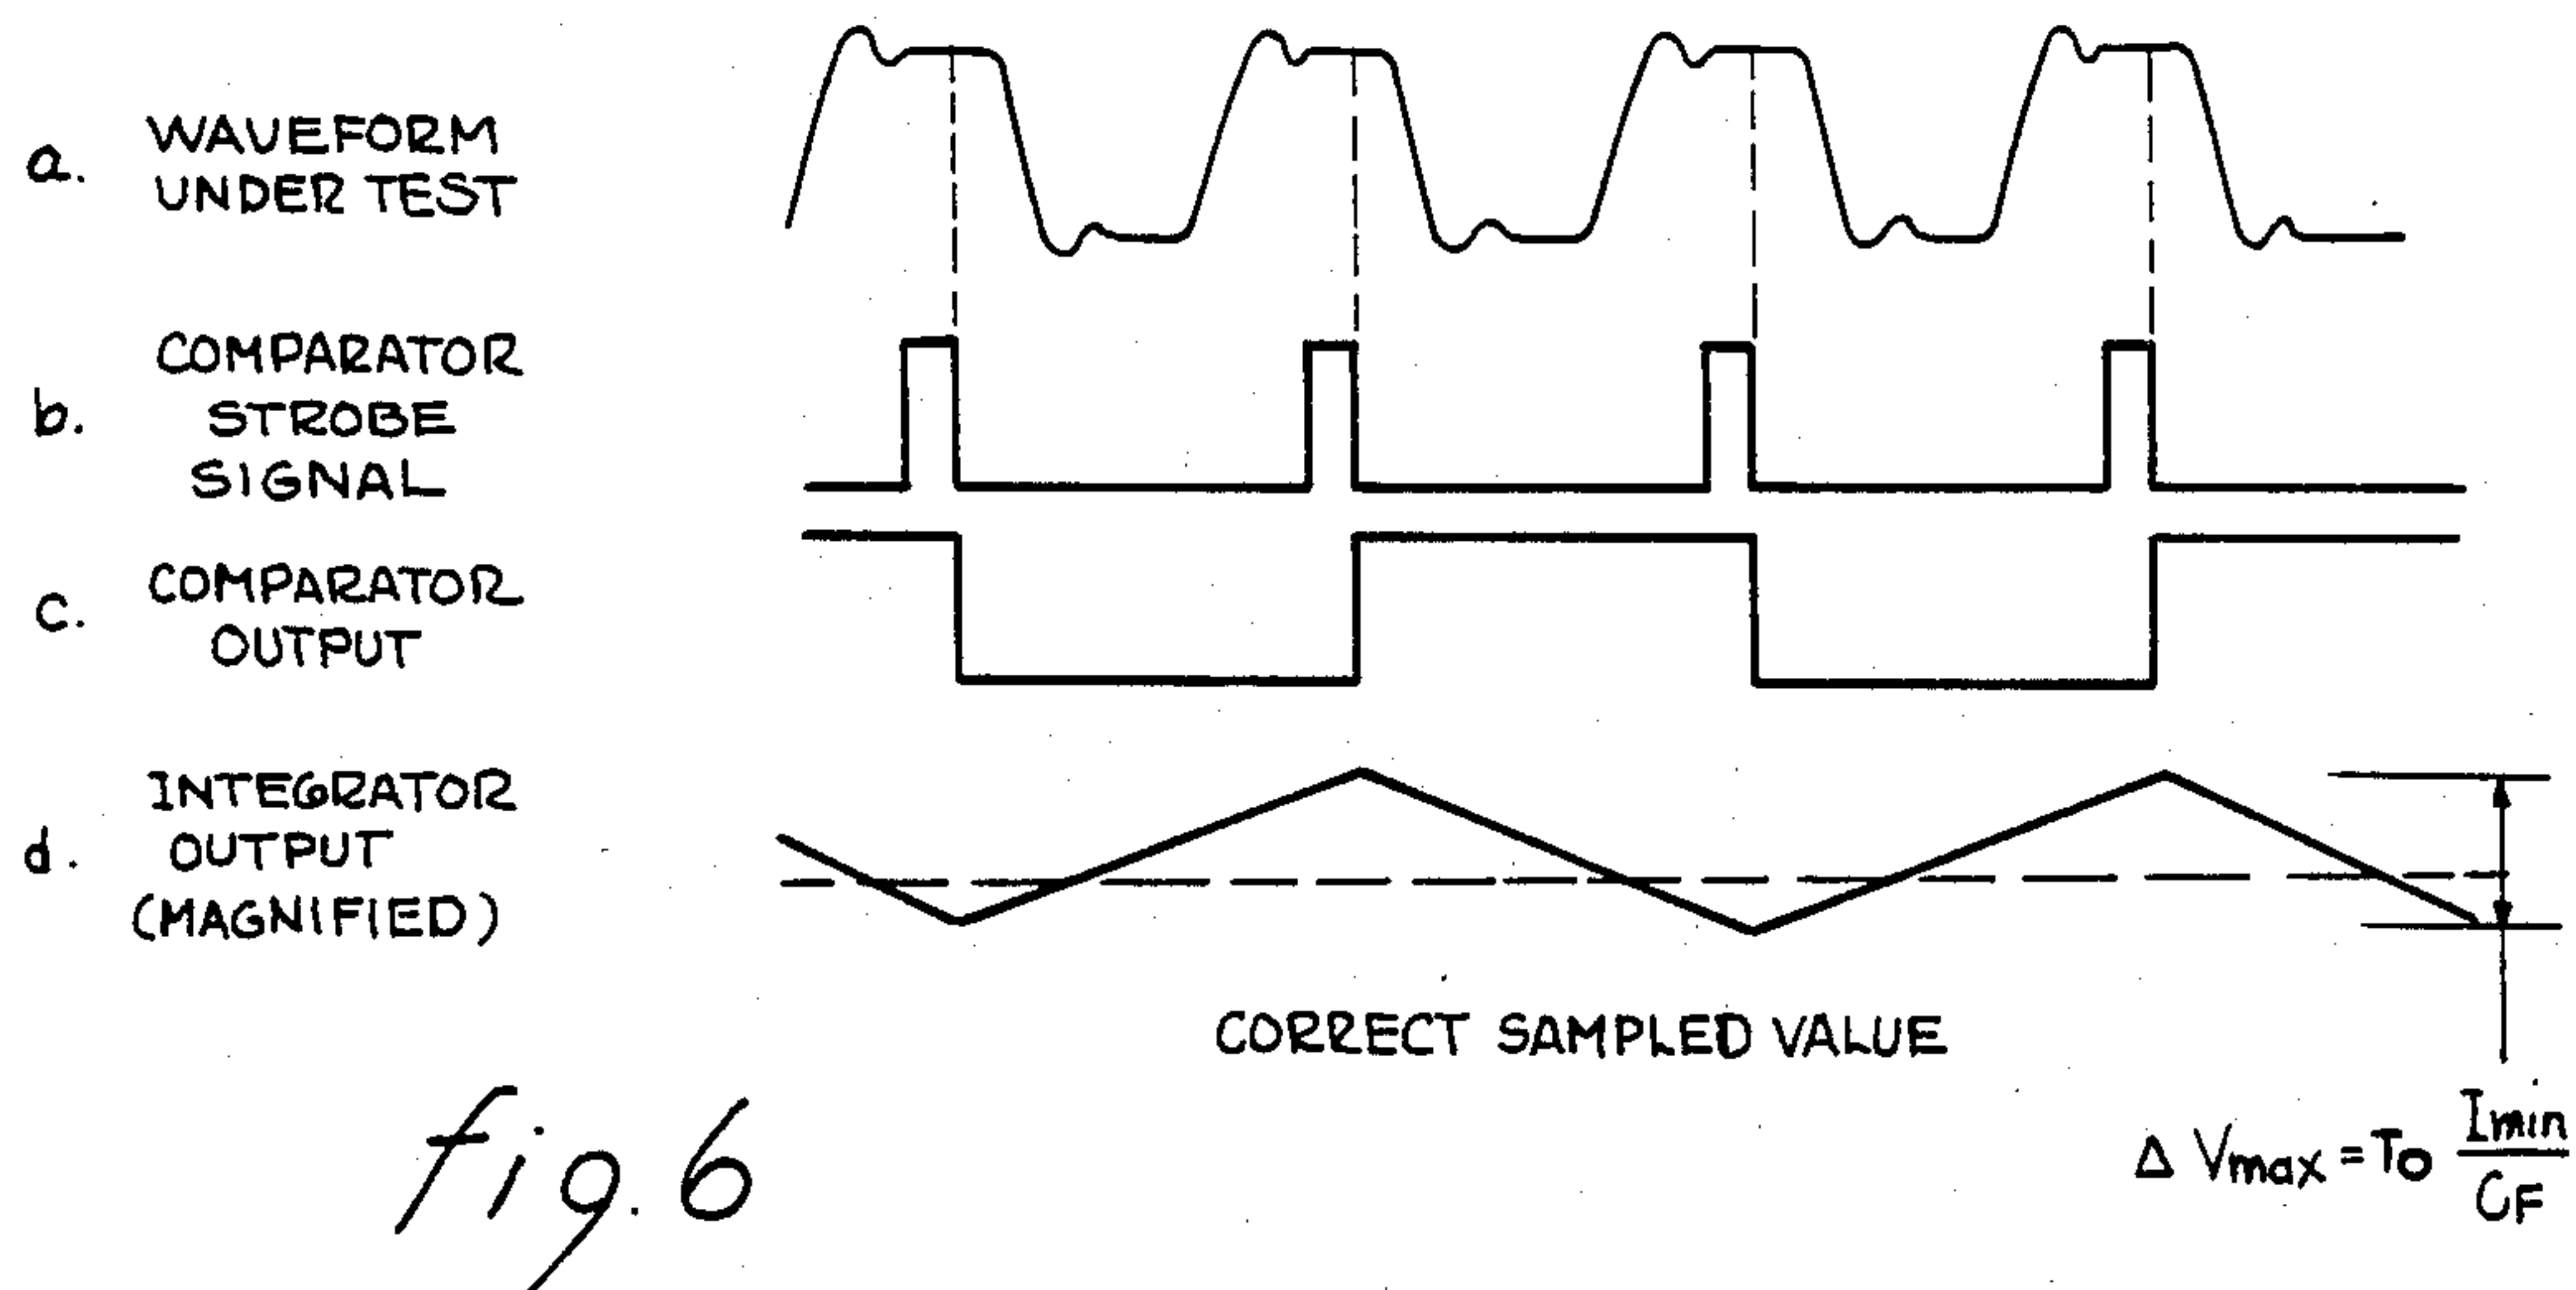 a. WAVEFORM
UNDER TEST
b. COMPARATOR
STROBE
SIGNAL
c. COMPARATOR
OUTPUT
d. INTEGRATOR
OUTPUT
(MAGNIFIED)
CORRECT SAMPLED VALUE
Δ Vmax = To Imin / CF
fig. 6